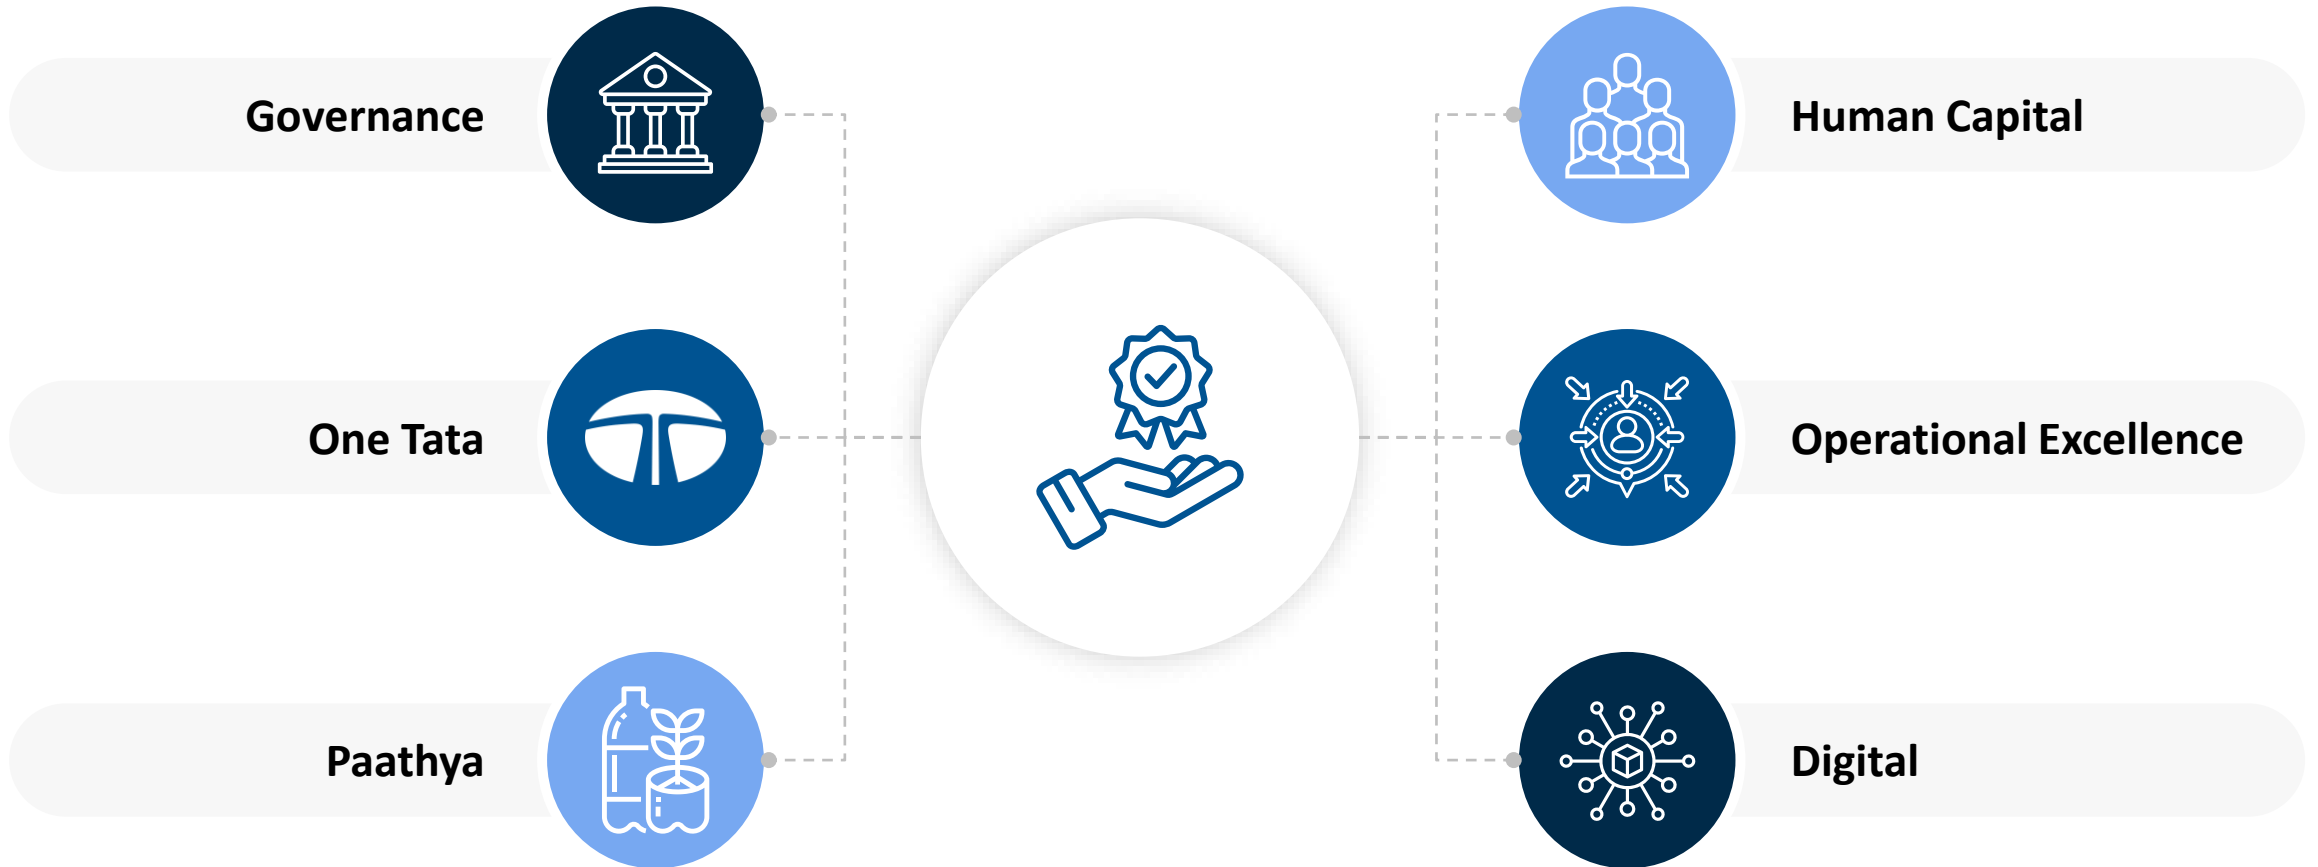 Governance
One Tata
Paathya
Human Capital
Operational Excellence
Digital